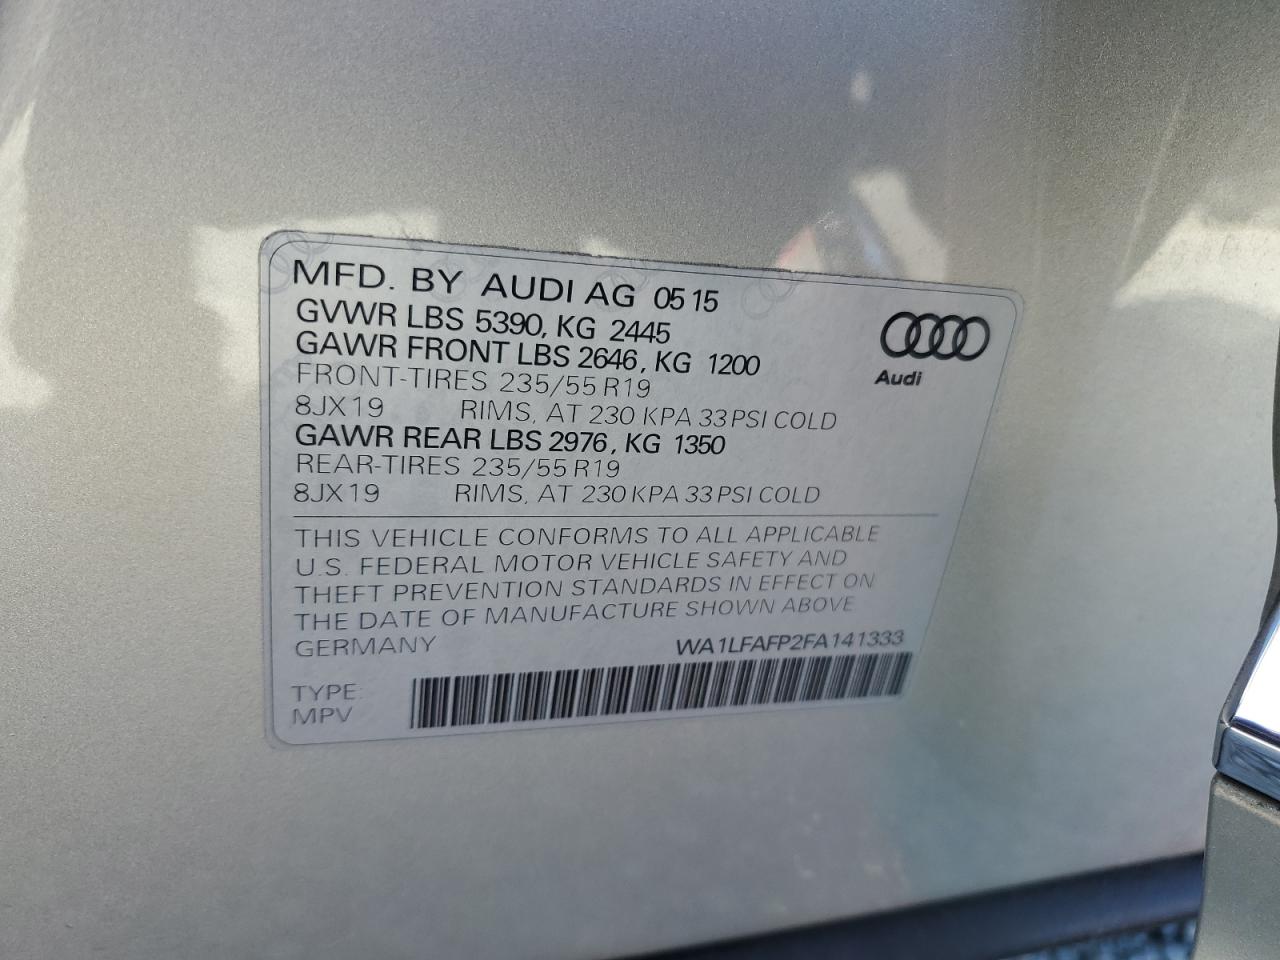 MFD. BY AUDI AG 05 15
GVWR LBS 5390, KG 2445
GAWR FRONT LBS 2646, KG 1200
FRONT-TIRES 235/55 R19
8JX19 RIMS, AT 230 KPA 33 PSI COLD
GAWR REAR LBS 2976, KG 1350
REAR-TIRES 235/55 R19
8JX19 RIMS, AT 230 KPA 33 PSI COLD
Audi
THIS VEHICLE CONFORMS TO ALL APPLICABLE
U.S. FEDERAL MOTOR VEHICLE SAFETY AND
THEFT PREVENTION STANDARDS IN EFFECT ON
THE DATE OF MANUFACTURE SHOWN ABOVE
GERMANY WA1LFAFP2FA141333
TYPE:
MPV